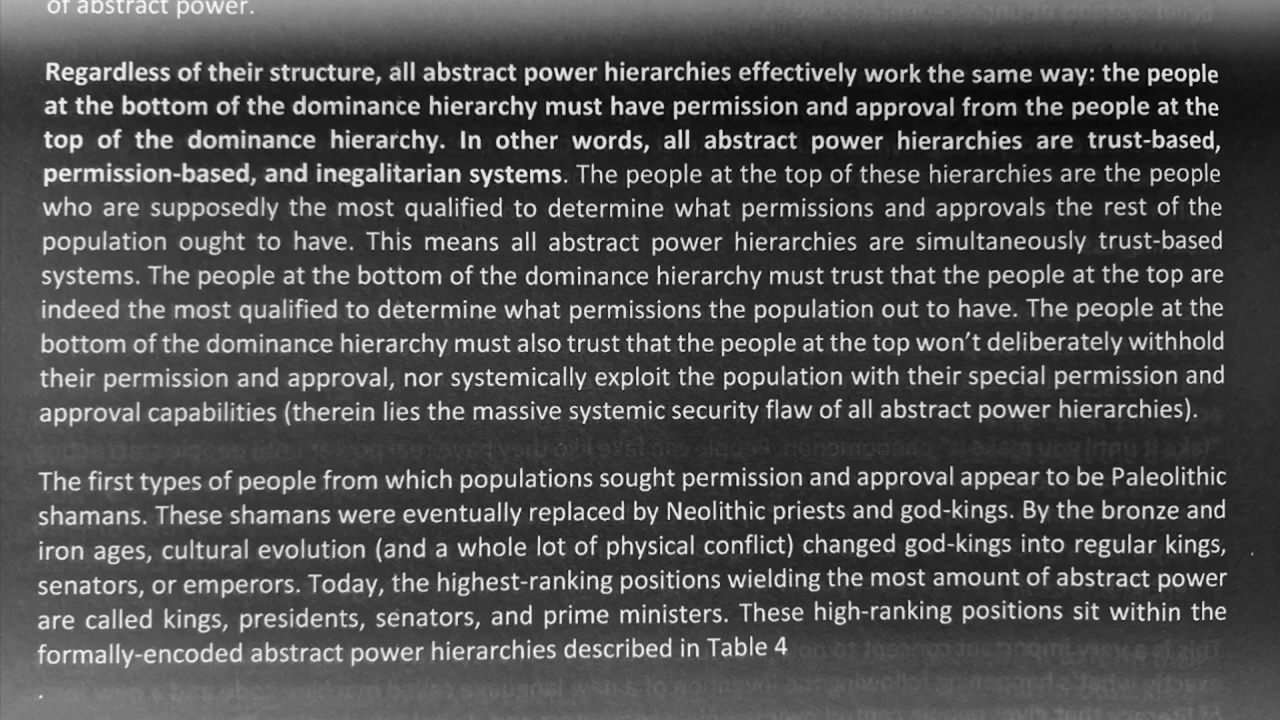 of abstract power.
Regardless of their structure, all abstract power hierarchies effectively work the same way: the people
at the bottom of the dominance hierarchy must have permission and approval from the people at the
top of the dominance hierarchy. In other words, all abstract power hierarchies are trust-based,
permission-based, and inegalitarian systems. The people at the top of these hierarchies are the people
who are supposedly the most qualified to determine what permissions and approvals the rest of the
population ought to have. This means all abstract power hierarchies are simultaneously trust-based
systems. The people at the bottom of the dominance hierarchy must trust that the people at the top are
indeed the most qualified to determine what permissions the population out to have. The people at the
bottom of the dominance hierarchy must also trust that the people at the top won't deliberately withhold
their permission and approval, nor systemically exploit the population with their special permission and
approval capabilities (therein lies the massive systemic security flaw of all abstract power hierarchies).
The first types of people from which populations sought permission and approval appear to be Paleolithic
shamans. These shamans were eventually replaced by Neolithic priests and god-kings. By the bronze and
iron ages, cultural evolution (and a whole lot of physical conflict) changed god-kings into regular kings,
senators, or emperors. Today, the highest-ranking positions wielding the most amount of abstract power
are called kings, presidents, senators, and prime ministers. These high-ranking positions sit within the
formally-encoded abstract power hierarchies described in Table 4
.